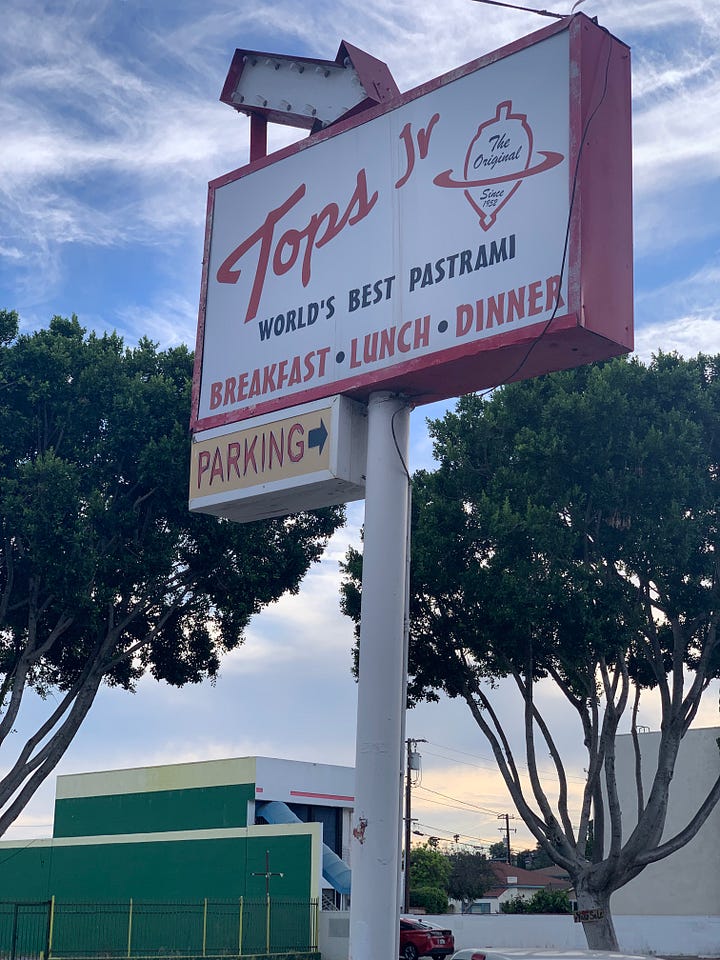 Tops Jr
The
Original
Since
1952
WORLD'S BEST PASTRAMI
BREAKFAST • LUNCH • DINNER
PARKING